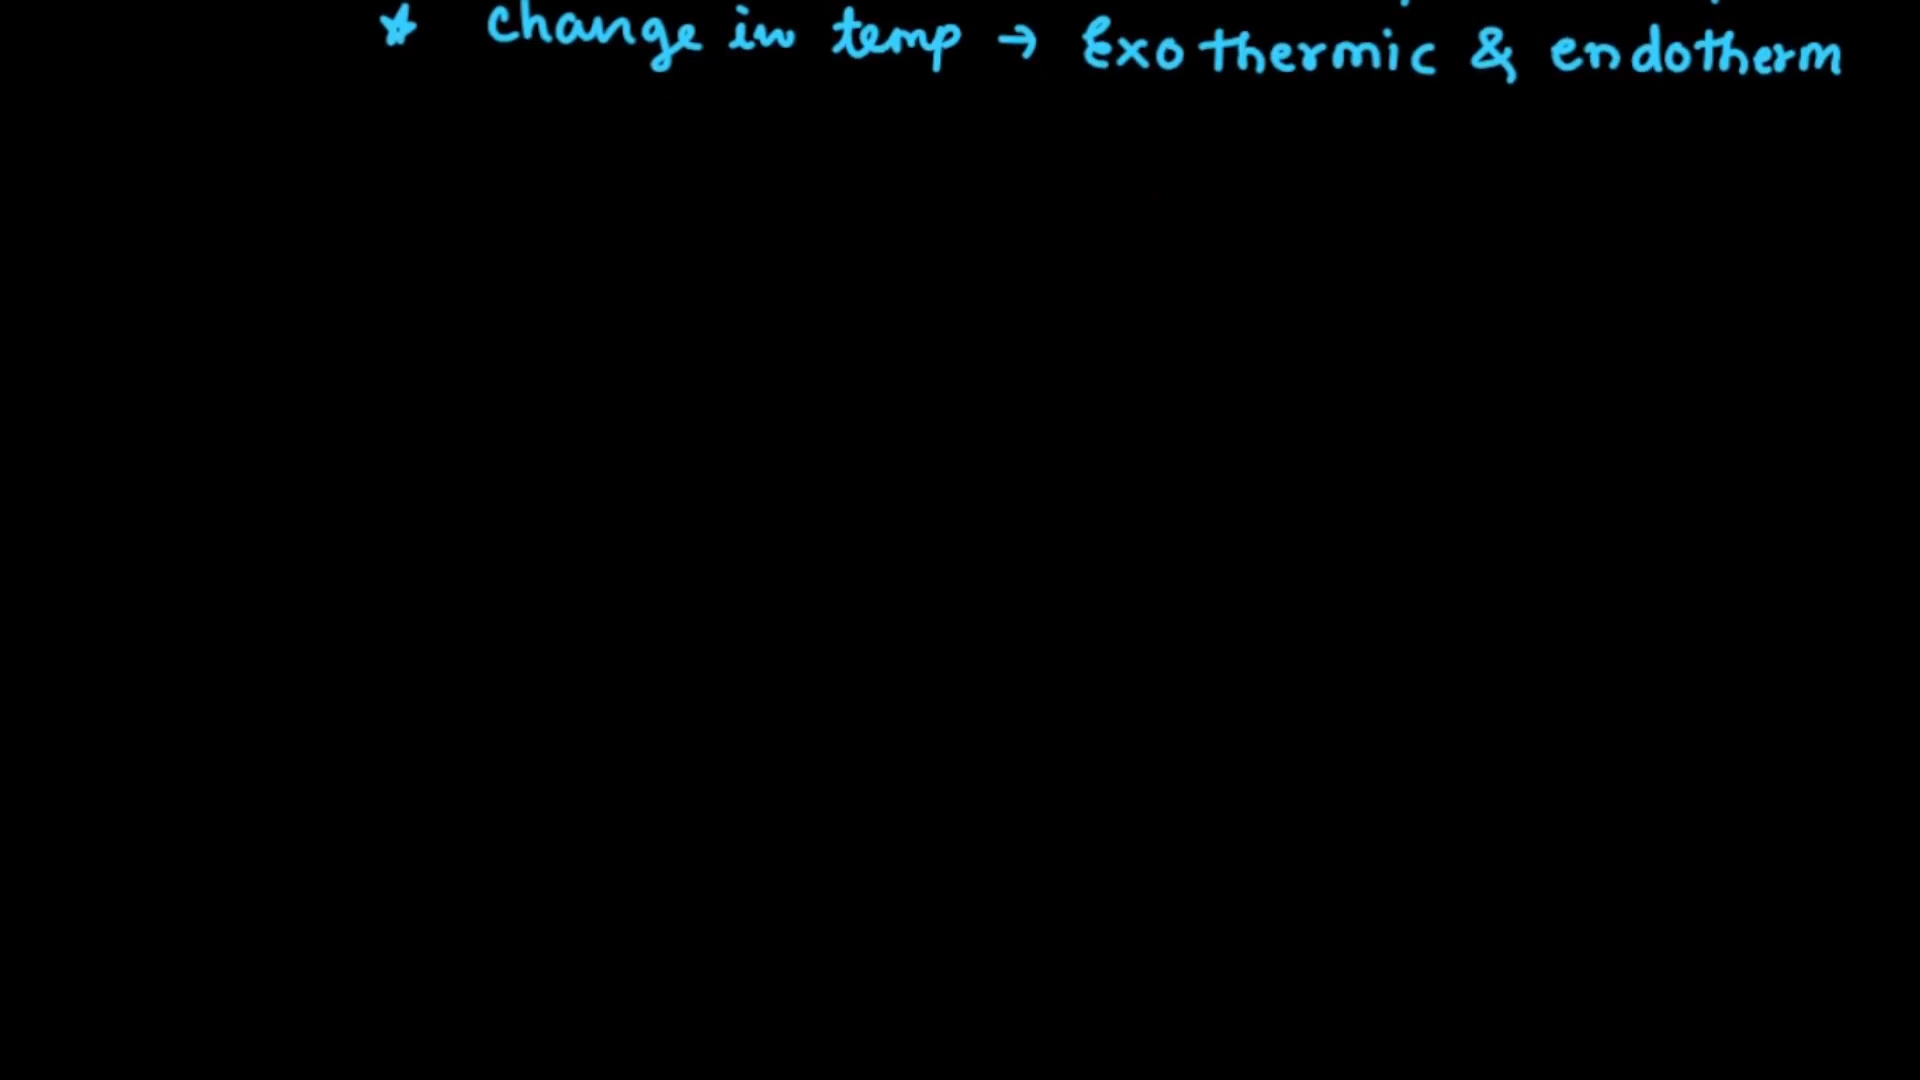 * Change in temp → Exothermic & endotherm